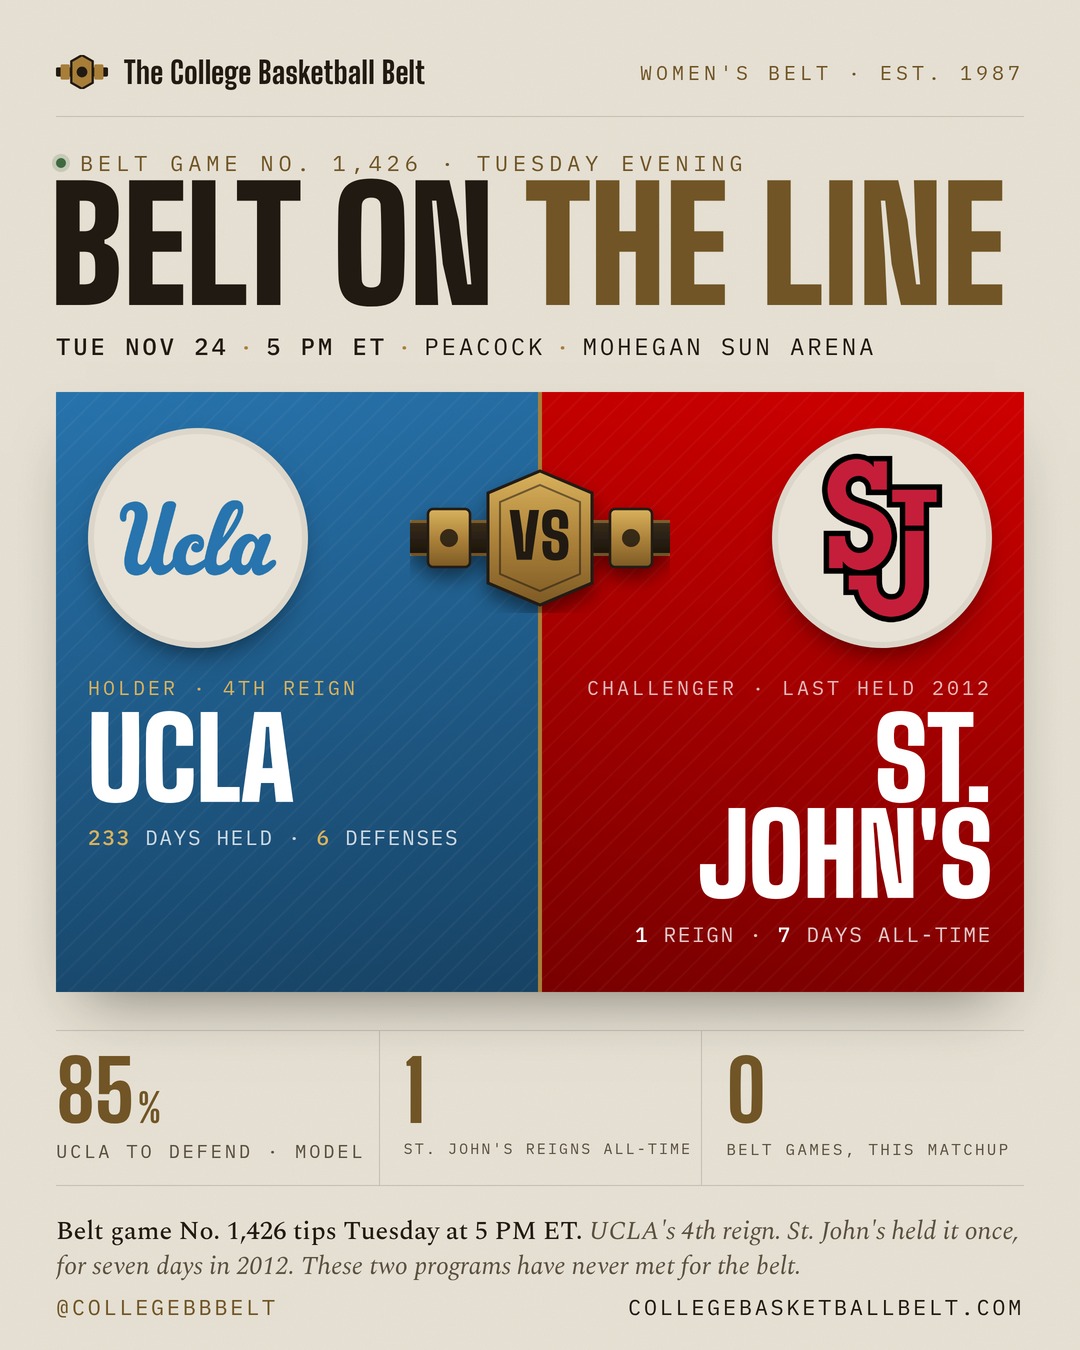 The College Basketball Belt
WOMEN'S BELT · EST. 1987
BELT GAME NO. 1,426 · TUESDAY EVENING
BELT ON THE LINE
TUE NOV 24 · 5 PM ET · PEACOCK · MOHEGAN SUN ARENA
Ucla
VS
STJ
HOLDER · 4TH REIGN
UCLA
233 DAYS HELD · 6 DEFENSES
CHALLENGER · LAST HELD 2012
ST.
JOHN'S
1 REIGN · 7 DAYS ALL-TIME
85%
UCLA TO DEFEND · MODEL
1
ST. JOHN'S REIGNS ALL-TIME
0
BELT GAMES, THIS MATCHUP
Belt game No. 1,426 tips Tuesday at 5 PM ET. UCLA's 4th reign. St. John's held it once,
for seven days in 2012. These two programs have never met for the belt.
@COLLEGEBBBELT
COLLEGEBASKETBALLBELT.COM